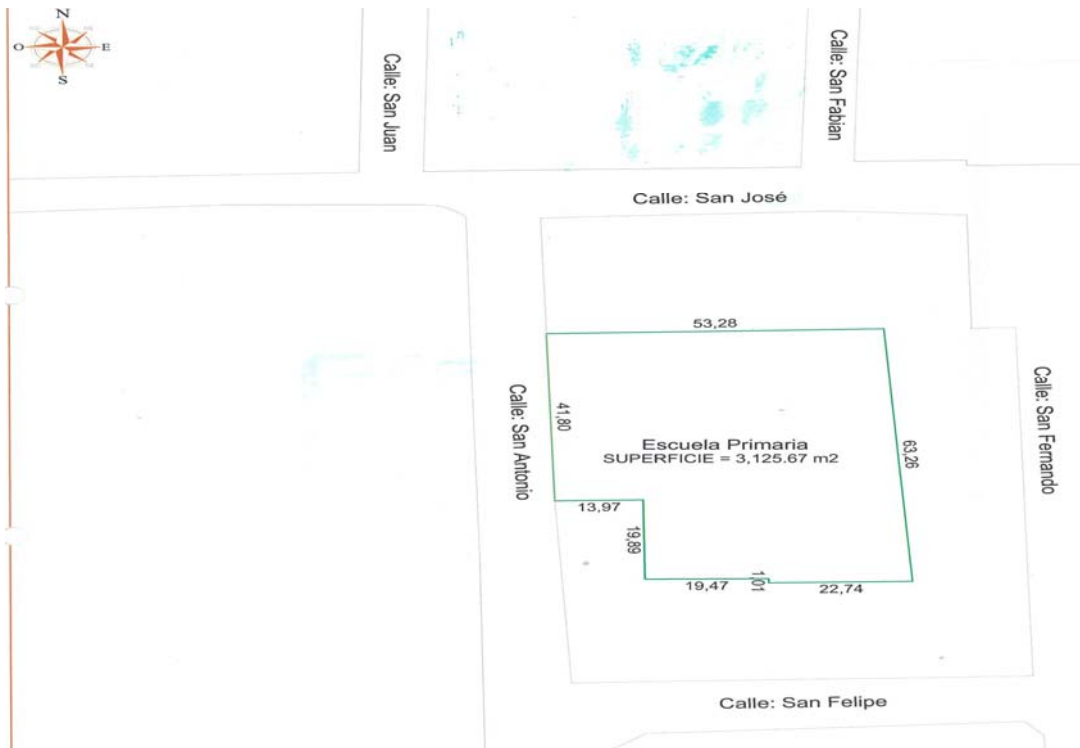 N
O
E
S
Calle: San Juan
Calle: San Fabian
Calle: San José
53,28
Calle: San Antonio
41,80
Escuela Primaria
SUPERFICIE = 3,125.67 m2
63,26
Calle: San Fernando
13,97
19,89
19,47
1,01
22,74
Calle: San Felipe